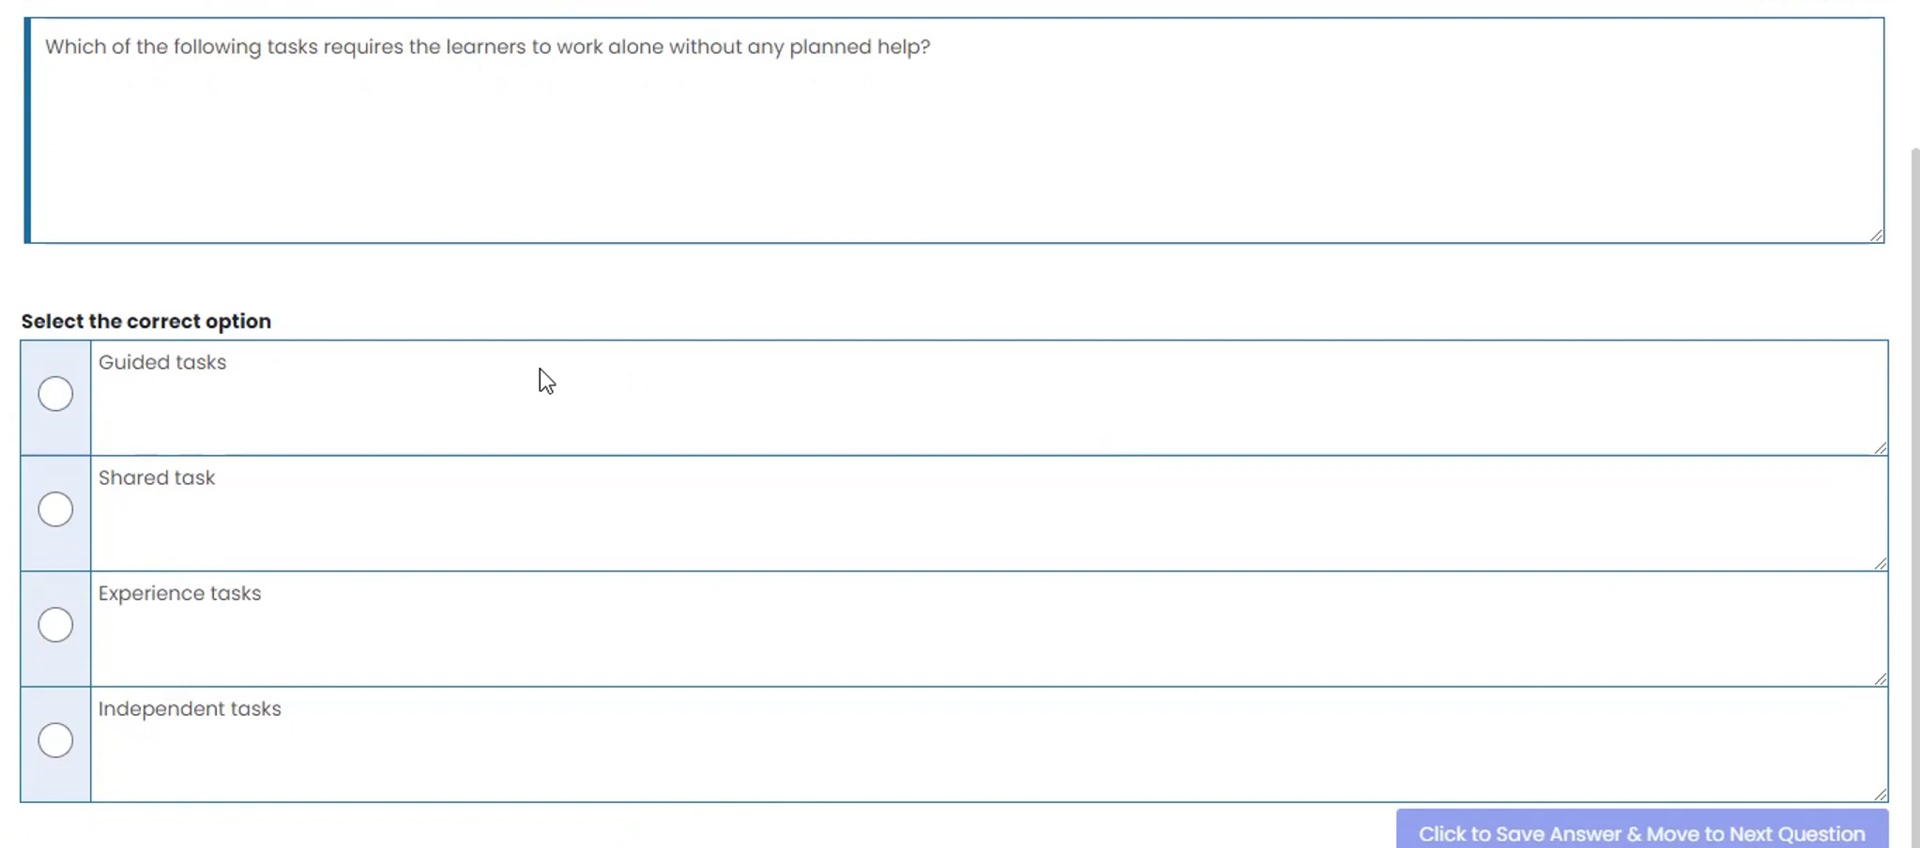 Which of the following tasks requires the learners to work alone without any planned help?
Select the correct option
Guided tasks
Shared task
Experience tasks
Independent tasks
Click to Save Answer & Move to Next Question